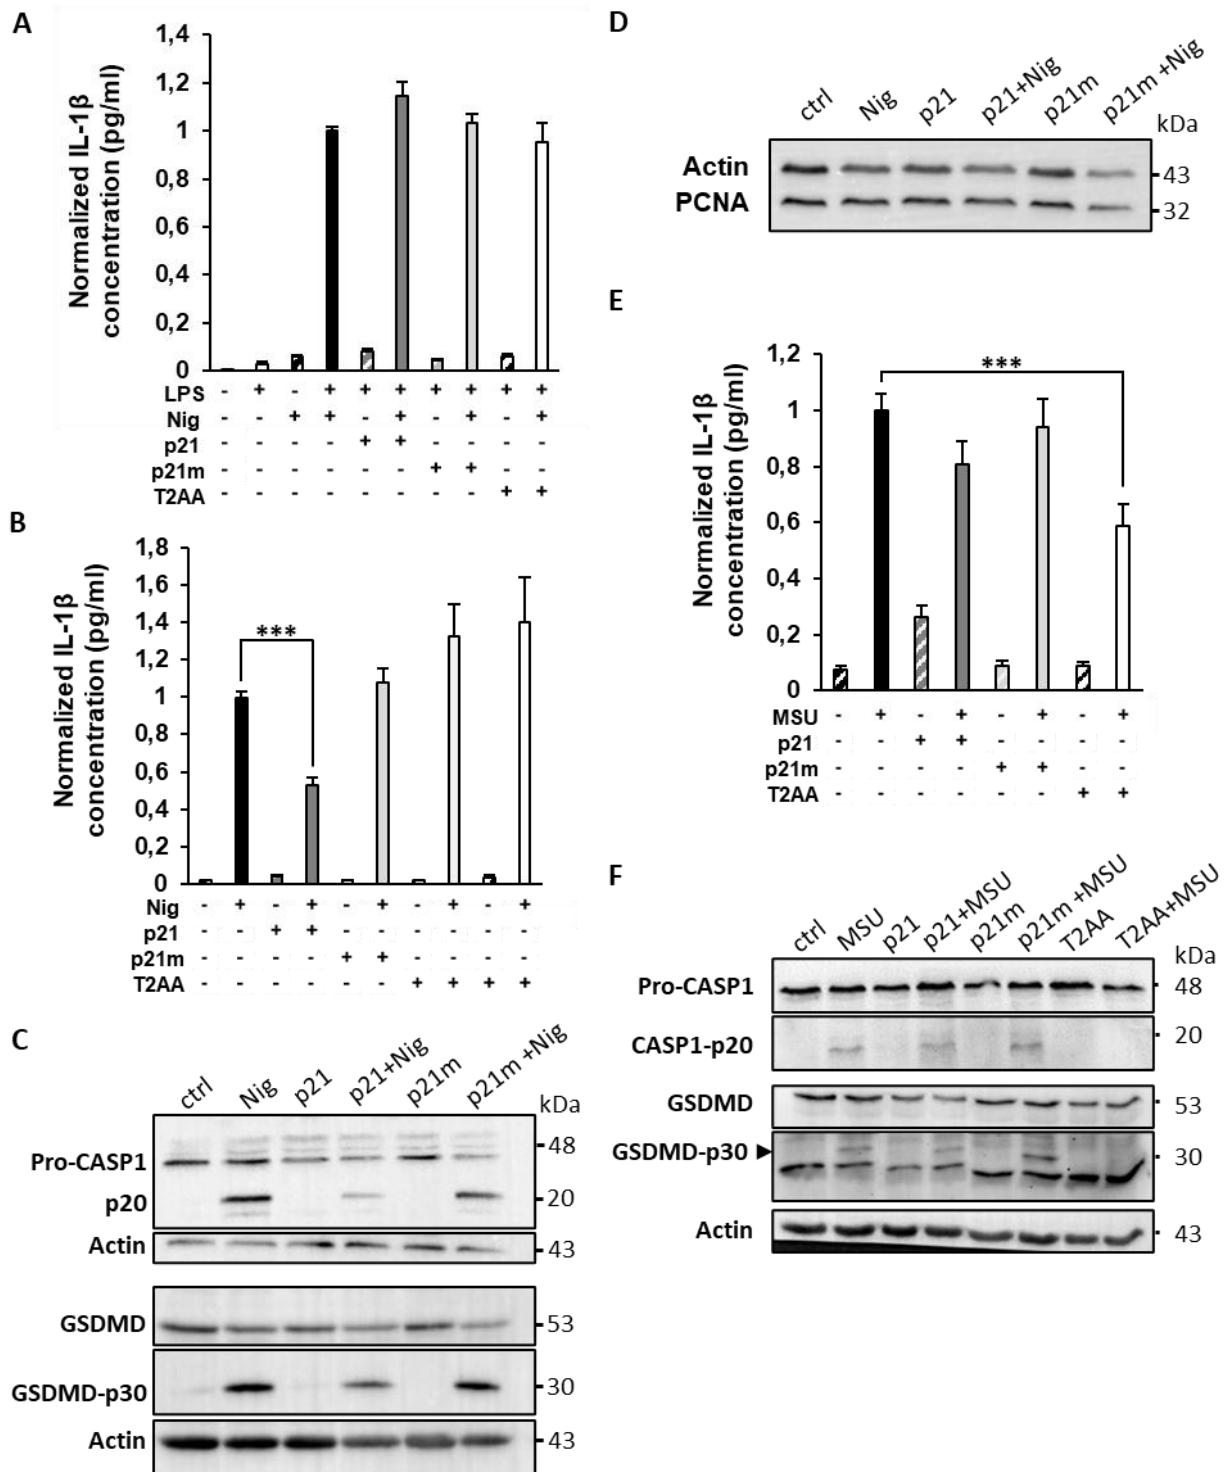 A
Normalized IL-1β
concentration (pg/ml)
1,4
1,2
1
0,8
0,6
0,4
0,2
0
LPS - + - + + + + + + +
Nig - - + + - + - + - +
p21 - - - - + + - - - -
p21m - - - - - - + + - -
T2AA - - - - - - - - + +
B
Normalized IL-1β
concentration (pg/ml)
1,8
1,6
1,4
1,2
1
0,8
0,6
0,4
0,2
0
***
Nig - + - + - + - + - +
p21 - - + + - - - - - -
p21m - - - - + + - - - -
T2AA - - - - - - + + + +
C
ctrl Nig p21 p21+Nig p21m p21m +Nig
kDa
Pro-CASP1 48
p20 20
Actin 43
GSDMD 53
GSDMD-p30 30
Actin 43
D
ctrl Nig p21 p21+Nig p21m p21m +Nig
kDa
Actin 43
PCNA 32
E
Normalized IL-1β
concentration (pg/ml)
1,2
1
0,8
0,6
0,4
0,2
0
***
MSU - + - + - + - +
p21 - - + + - - - -
p21m - - - - + + - -
T2AA - - - - - - + +
F
ctrl MSU p21 p21+MSU p21m p21m +MSU T2AA T2AA+MSU
kDa
Pro-CASP1 48
CASP1-p20 20
GSDMD 53
GSDMD-p30 30
Actin 43